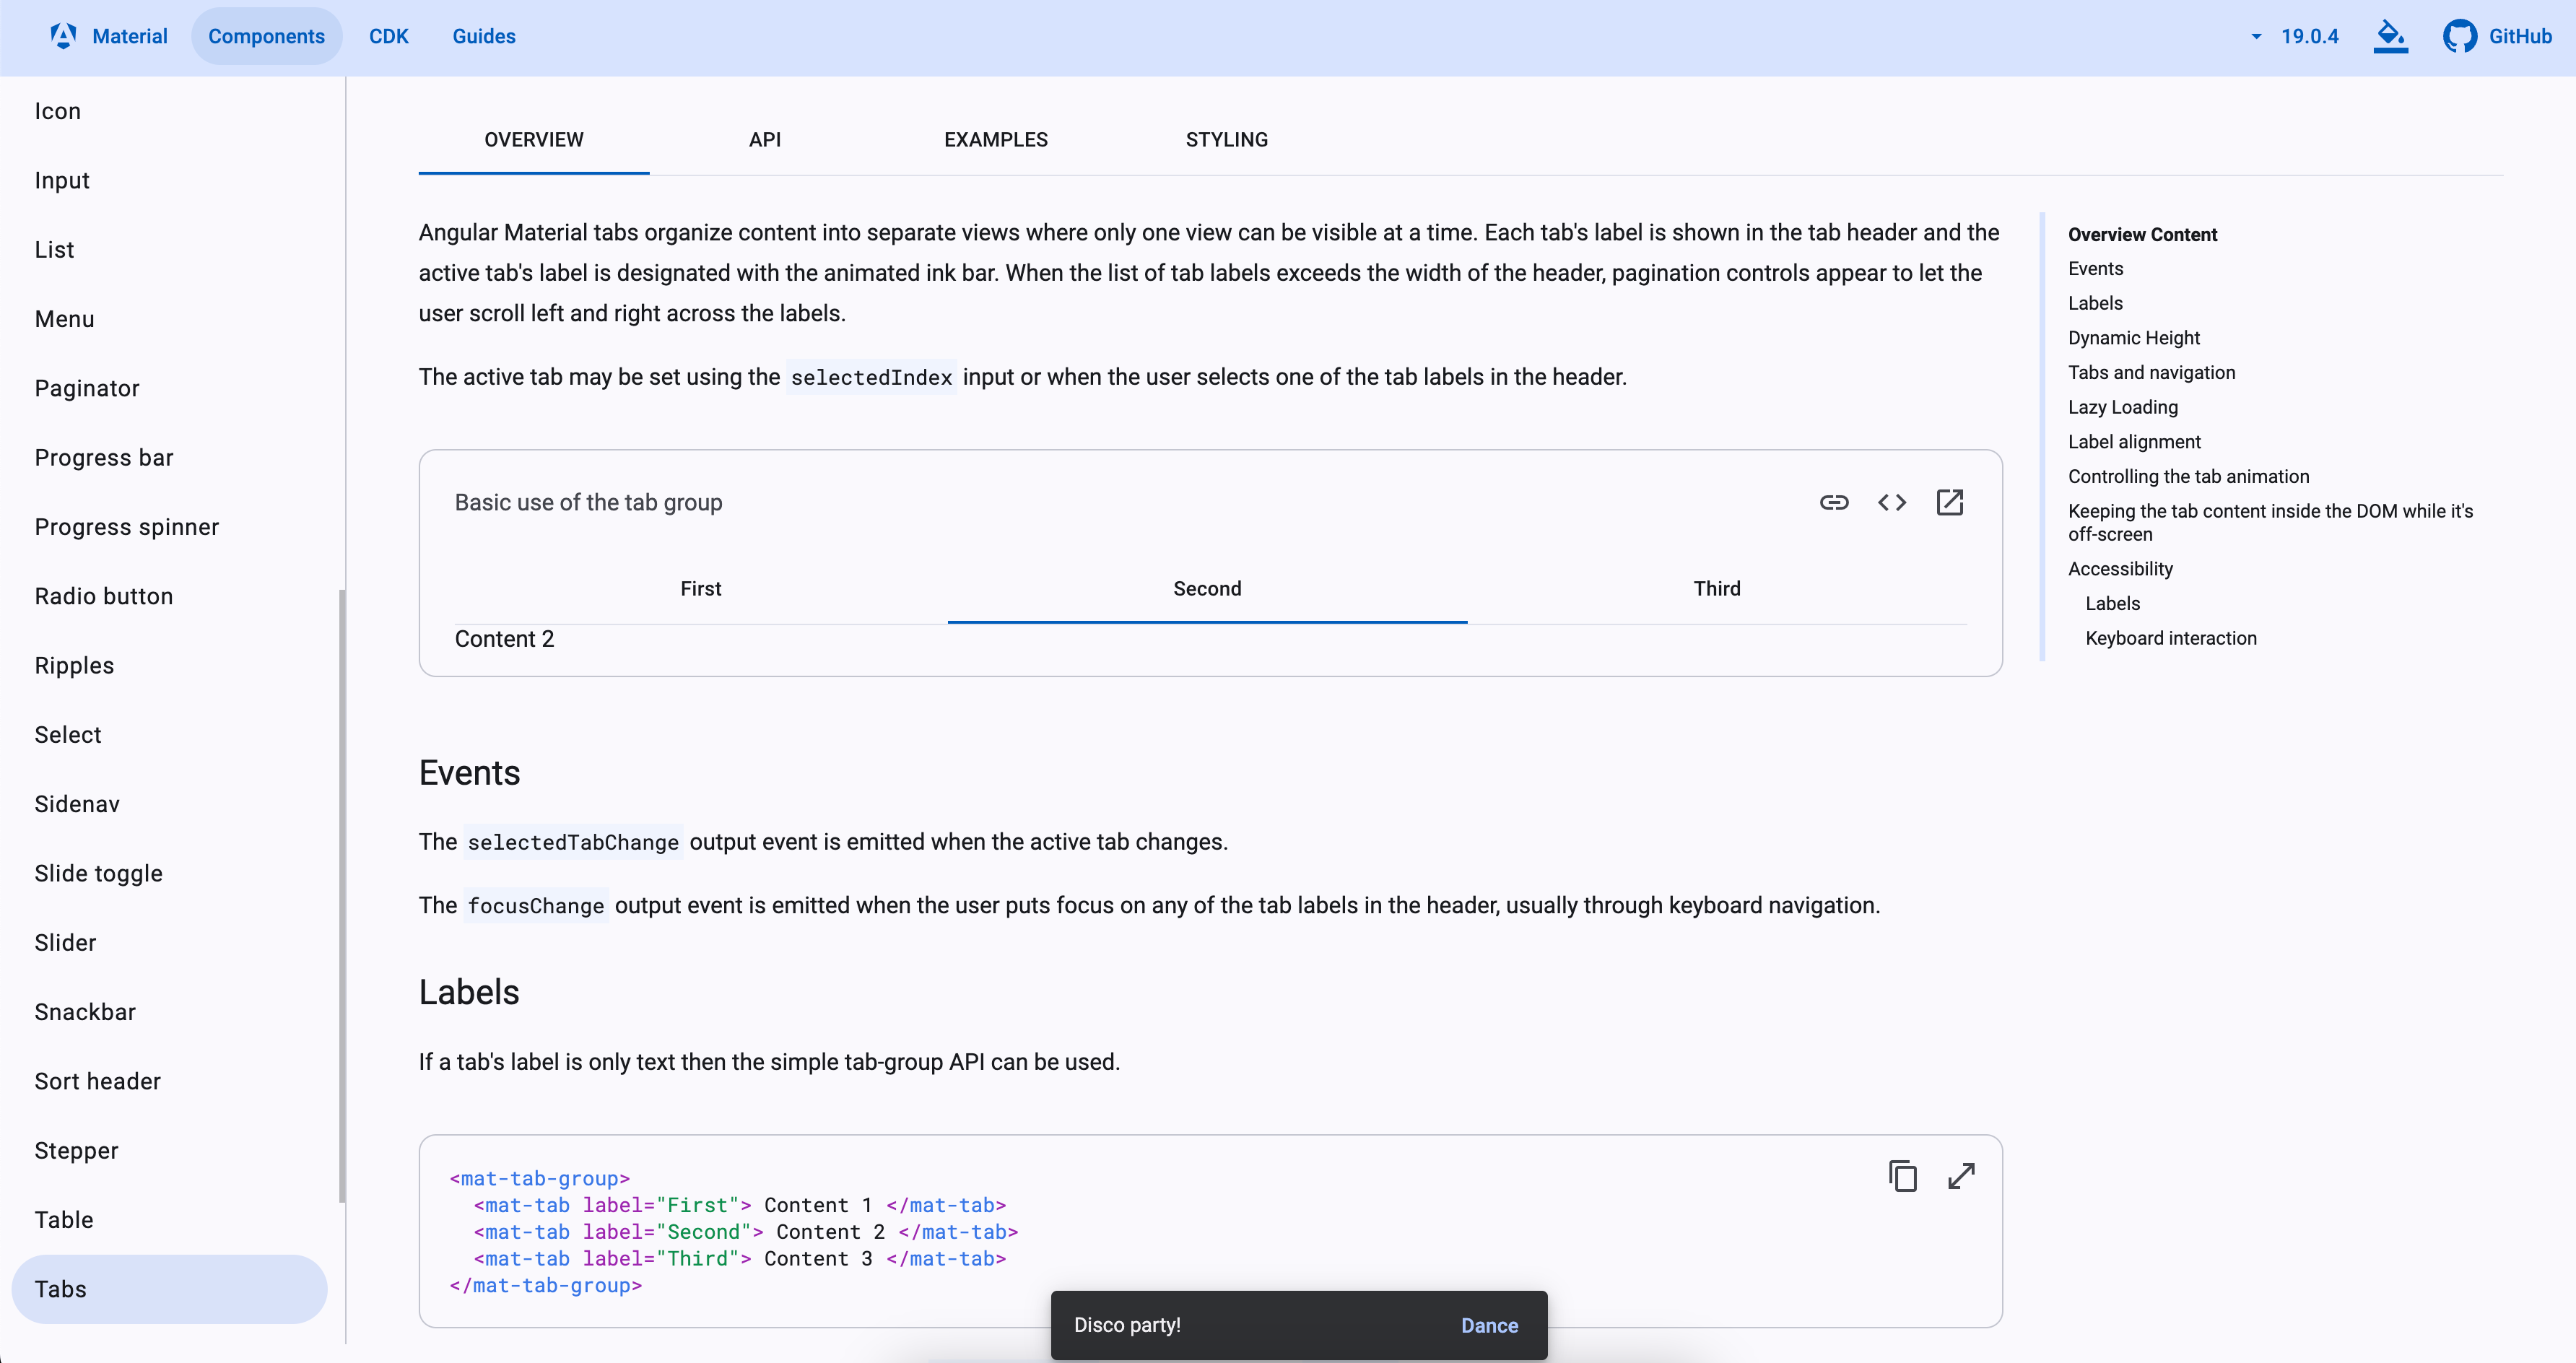 Material
Components
CDK
Guides
19.0.4
GitHub
Icon
Input
List
Menu
Paginator
Progress bar
Progress spinner
Radio button
Ripples
Select
Sidenav
Slide toggle
Slider
Snackbar
Sort header
Stepper
Table
Tabs
OVERVIEW
API
EXAMPLES
STYLING
Angular Material tabs organize content into separate views where only one view can be visible at a time. Each tab's label is shown in the tab header and the
active tab's label is designated with the animated ink bar. When the list of tab labels exceeds the width of the header, pagination controls appear to let the
user scroll left and right across the labels.
The active tab may be set using the selectedIndex input or when the user selects one of the tab labels in the header.
Basic use of the tab group
First
Second
Third
Content 2
Events
The selectedTabChange output event is emitted when the active tab changes.
The focusChange output event is emitted when the user puts focus on any of the tab labels in the header, usually through keyboard navigation.
Labels
If a tab's label is only text then the simple tab-group API can be used.
<mat-tab-group>
  <mat-tab label="First"> Content 1 </mat-tab>
  <mat-tab label="Second"> Content 2 </mat-tab>
  <mat-tab label="Third"> Content 3 </mat-tab>
</mat-tab-group>
Disco party!
Dance
Overview Content
Events
Labels
Dynamic Height
Tabs and navigation
Lazy Loading
Label alignment
Controlling the tab animation
Keeping the tab content inside the DOM while it's
off-screen
Accessibility
Labels
Keyboard interaction